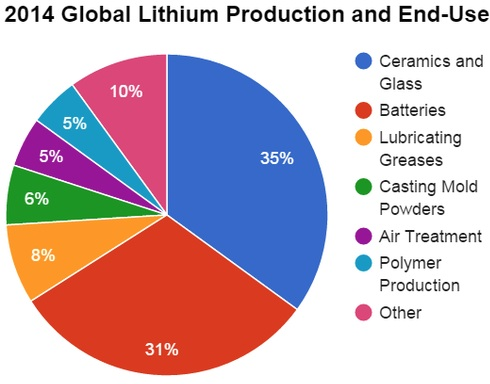 2014 Global Lithium Production and End-Use
10%
35%
5%
5%
6%
8%
31%
Ceramics and
Glass
Batteries
Lubricating
Greases
Casting Mold
Powders
Air Treatment
Polymer
Production
Other